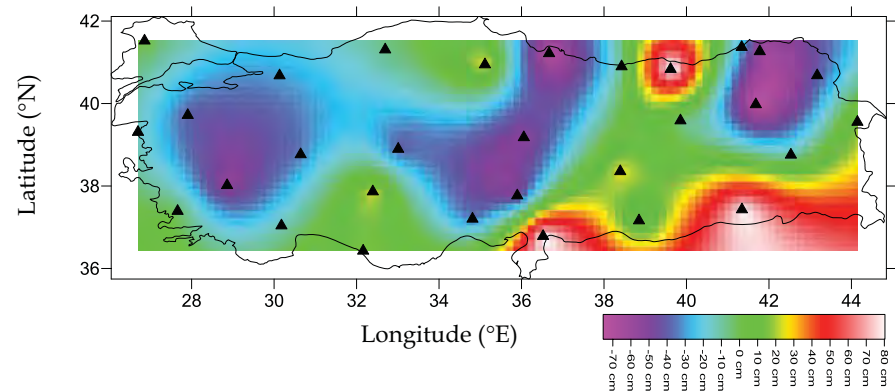 42
40
38
36
Latitude (°N)
28 30 32 34 36 38 40 42 44
Longitude (°E)
-70 cm
-60 cm
-50 cm
-40 cm
-30 cm
-20 cm
-10 cm
0 cm
10 cm
20 cm
30 cm
40 cm
50 cm
60 cm
70 cm
80 cm